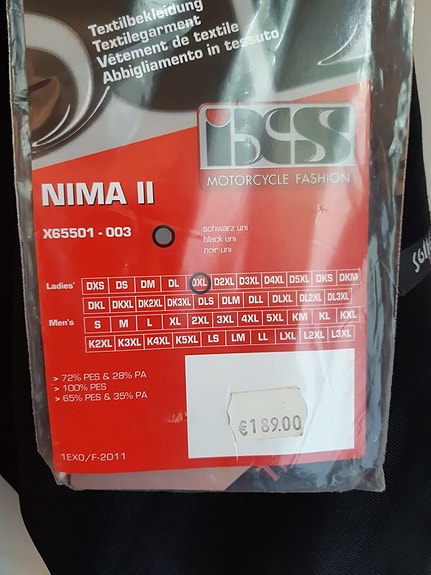 Textilbekleidung
Textilegarment
Vêtement de textile
Abbigliamento in tessuto
iXS
MOTORCYCLE FASHION
NIMA II
X65501 - 003
schwarz uni
black uni
noir uni
Ladies' DXS DS DM DL DXL D2XL D3XL D4XL D5XL DKS DKM
DKL DKXL DK2XL DK3XL DLS DLM DLL DLXL DL2XL DL3XL
Men's S M L XL 2XL 3XL 4XL 5XL KM KL KXL
K2XL K3XL K4XL K5XL LS LM LL LXL L2XL L3XL
> 72% PES & 28% PA
> 100% PES
> 65% PES & 35% PA
€189.00
1EX0/F-2011